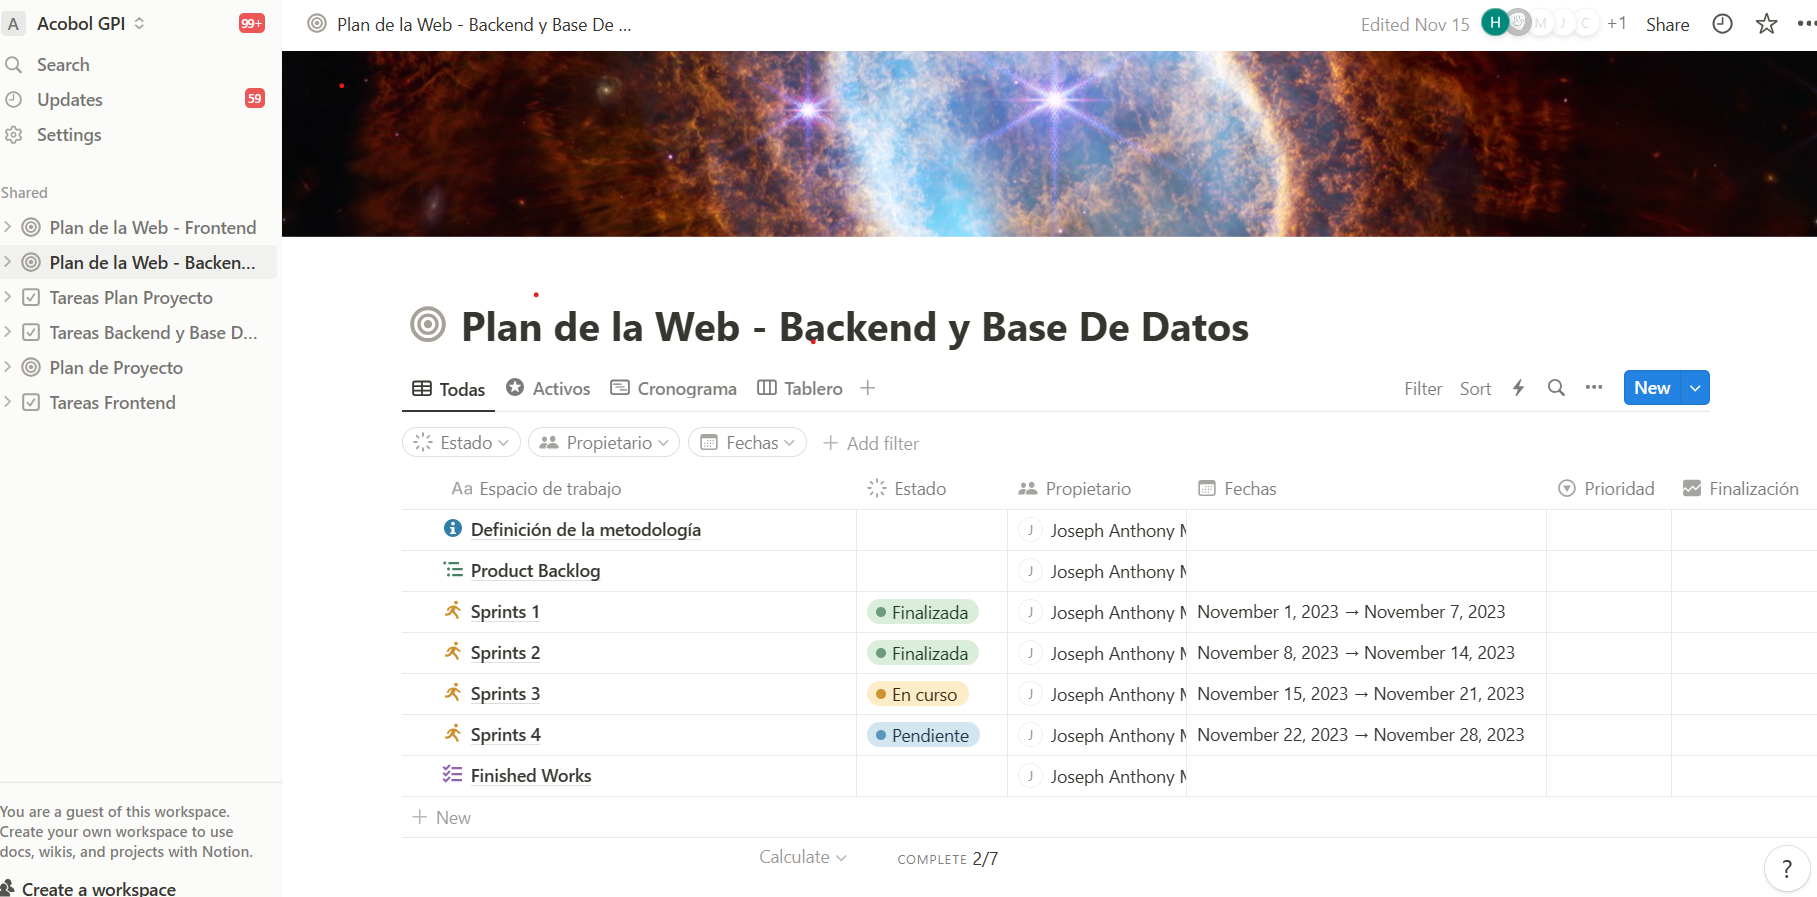 A Acobol GPI 99+
Search
Updates 59
Settings
Shared
Plan de la Web - Frontend
Plan de la Web - Backen...
Tareas Plan Proyecto
Tareas Backend y Base D...
Plan de Proyecto
Tareas Frontend
You are a guest of this workspace.
Create your own workspace to use
docs, wikis, and projects with Notion.
Create a workspace
Plan de la Web - Backend y Base De ... Edited Nov 15 H M J C +1 Share
Plan de la Web - Backend y Base De Datos
Todas Activos Cronograma Tablero Filter Sort New
Estado Propietario Fechas Add filter
Aa Espacio de trabajo Estado Propietario Fechas Prioridad Finalización
Definición de la metodología J Joseph Anthony M
Product Backlog J Joseph Anthony M
Sprints 1 Finalizada J Joseph Anthony M November 1, 2023 → November 7, 2023
Sprints 2 Finalizada J Joseph Anthony M November 8, 2023 → November 14, 2023
Sprints 3 En curso J Joseph Anthony M November 15, 2023 → November 21, 2023
Sprints 4 Pendiente J Joseph Anthony M November 22, 2023 → November 28, 2023
Finished Works J Joseph Anthony M
New
Calculate COMPLETE 2/7
?